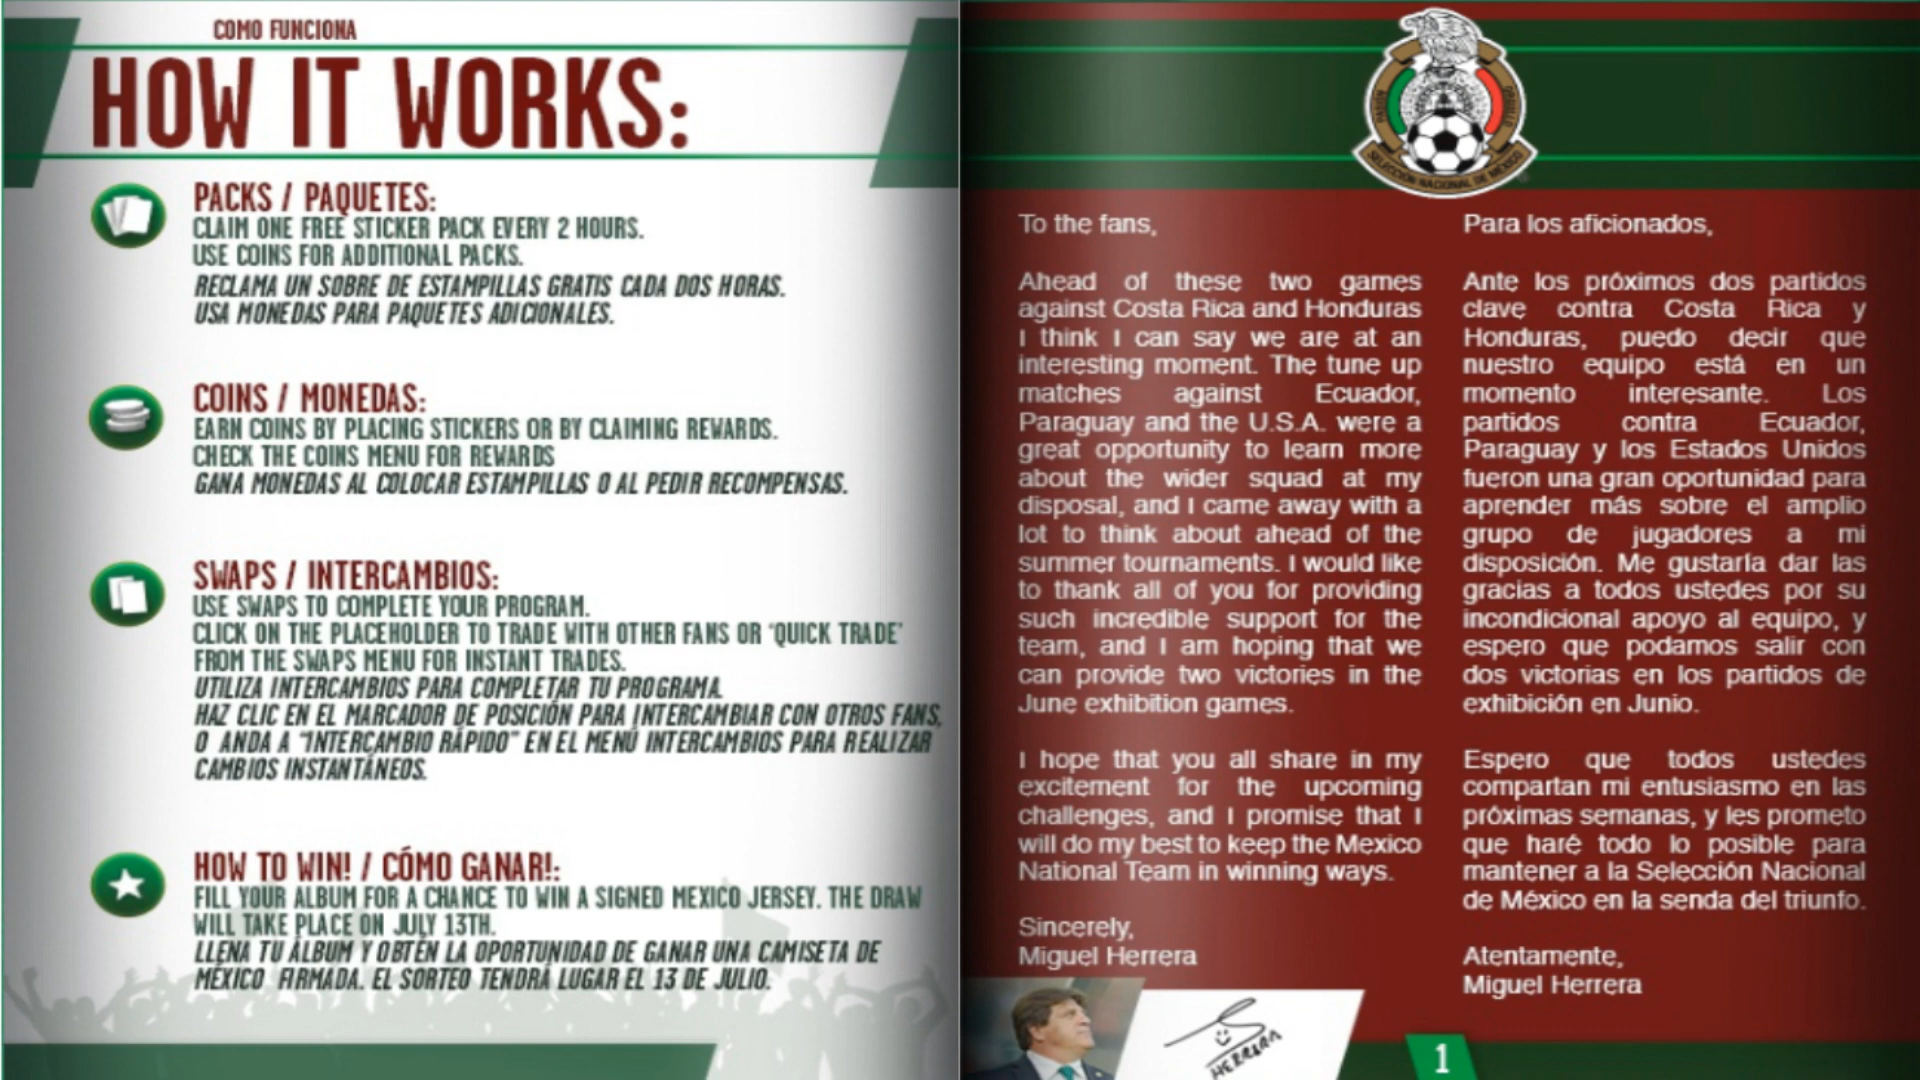 COMO FUNCIONA
HOW IT WORKS:
PACKS / PAQUETES:
CLAIM ONE FREE STICKER PACK EVERY 2 HOURS.
USE COINS FOR ADDITIONAL PACKS.
RECLAMA UN SOBRE DE ESTAMPILLAS GRATIS CADA DOS HORAS.
USA MONEDAS PARA PAQUETES ADICIONALES.
COINS / MONEDAS:
EARN COINS BY PLACING STICKERS OR BY CLAIMING REWARDS.
CHECK THE COINS MENU FOR REWARDS
GANA MONEDAS AL COLOCAR ESTAMPILLAS O AL PEDIR RECOMPENSAS.
SWAPS / INTERCAMBIOS:
USE SWAPS TO COMPLETE YOUR PROGRAM.
CLICK ON THE PLACEHOLDER TO TRADE WITH OTHER FANS OR 'QUICK TRADE'
FROM THE SWAPS MENU FOR INSTANT TRADES.
UTILIZA INTERCAMBIOS PARA COMPLETAR TU PROGRAMA.
HAZ CLIC EN EL MARCADOR DE POSICIÓN PARA INTERCAMBIAR CON OTROS FANS,
O ANDA A "INTERCAMBIO RÁPIDO" EN EL MENÚ INTERCAMBIOS PARA REALIZAR
CAMBIOS INSTANTÁNEOS.
HOW TO WIN! / CÓMO GANAR!:
FILL YOUR ALBUM FOR A CHANCE TO WIN A SIGNED MEXICO JERSEY. THE DRAW
WILL TAKE PLACE ON JULY 13TH.
LLENA TU ÁLBUM Y OBTÉN LA OPORTUNIDAD DE GANAR UNA CAMISETA DE
MÉXICO FIRMADA. EL SORTEO TENDRÁ LUGAR EL 13 DE JULIO.
SELECCIÓN NACIONAL DE MÉXICO
To the fans,
Ahead of these two games
against Costa Rica and Honduras
I think I can say we are at an
interesting moment. The tune up
matches against Ecuador,
Paraguay and the U.S.A. were a
great opportunity to learn more
about the wider squad at my
disposal, and I came away with a
lot to think about ahead of the
summer tournaments. I would like
to thank all of you for providing
such incredible support for the
team, and I am hoping that we
can provide two victories in the
June exhibition games.
I hope that you all share in my
excitement for the upcoming
challenges, and I promise that I
will do my best to keep the Mexico
National Team in winning ways.
Sincerely,
Miguel Herrera
Para los aficionados,
Ante los próximos dos partidos
clave contra Costa Rica y
Honduras, puedo decir que
nuestro equipo está en un
momento interesante. Los
partidos contra Ecuador,
Paraguay y los Estados Unidos
fueron una gran oportunidad para
aprender más sobre el amplio
grupo de jugadores a mi
disposición. Me gustaría dar las
gracias a todos ustedes por su
incondicional apoyo al equipo, y
espero que podamos salir con
dos victorias en los partidos de
exhibición en Junio.
Espero que todos ustedes
compartan mi entusiasmo en las
próximas semanas, y les prometo
que haré todo lo posible para
mantener a la Selección Nacional
de México en la senda del triunfo.
Atentamente,
Miguel Herrera
HERRERA
1